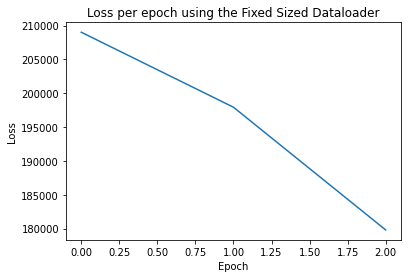 Loss per epoch using the Fixed Sized Dataloader
210000
205000
200000
195000
190000
185000
180000
Loss
0.00 0.25 0.50 0.75 1.00 1.25 1.50 1.75 2.00
Epoch